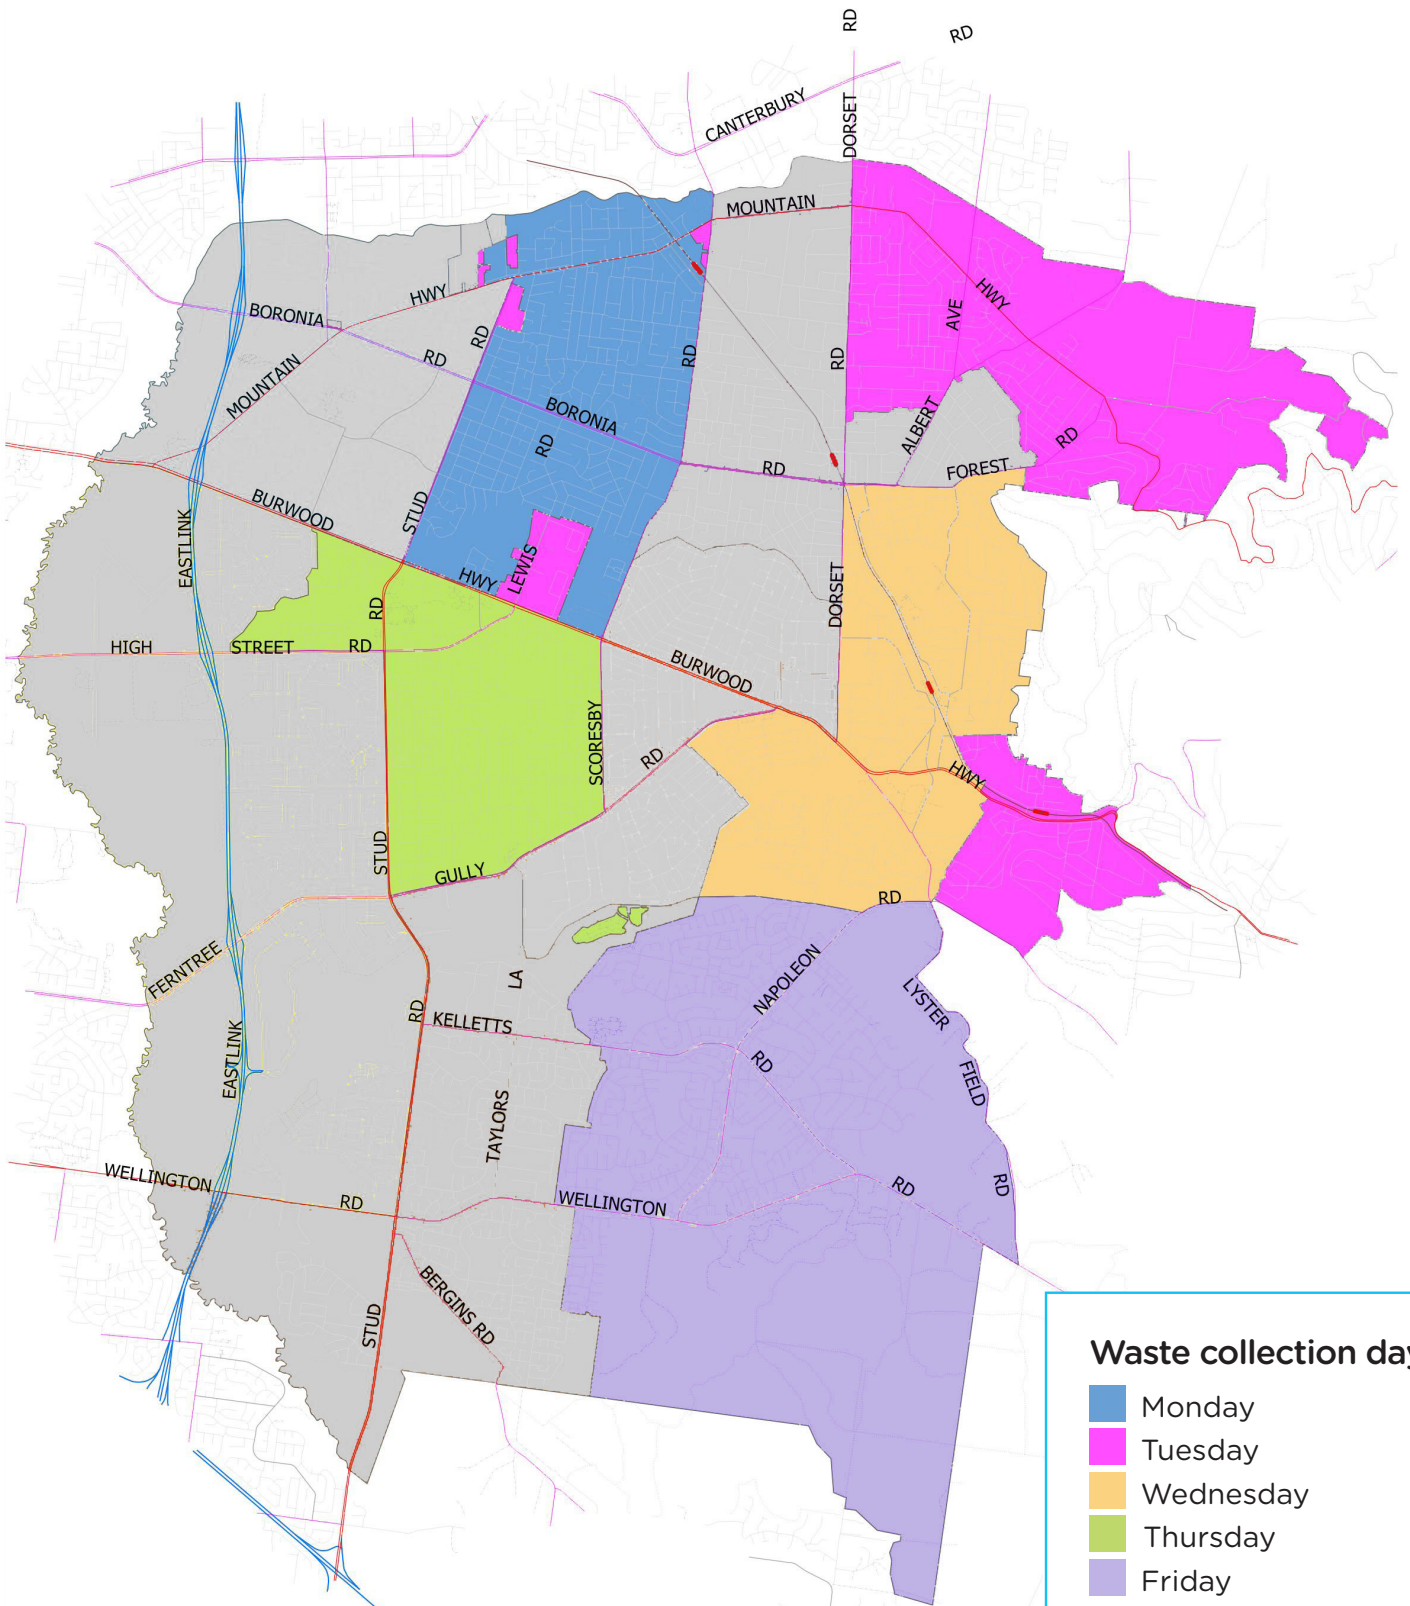 RD
RD
CANTERBURY
DORSET
MOUNTAIN
HWY
HWY
BORONIA
RD
RD
AVE
RD
RD
MOUNTAIN
BORONIA
RD
ALBERT
RD
RD
FOREST
BURWOOD
STUD
EASTLINK
HWY
LEWIS
DORSET
RD
HIGH
STREET
RD
BURWOOD
SCORESBY
RD
HWY
STUD
GULLY
RD
FERNTREE
LA
NAPOLEON
LYSTER
RD
KELLETTS
EASTLINK
RD
FIELD
TAYLORS
WELLINGTON
RD
WELLINGTON
RD
RD
BERGINS RD
STUD
Waste collection day
Monday
Tuesday
Wednesday
Thursday
Friday